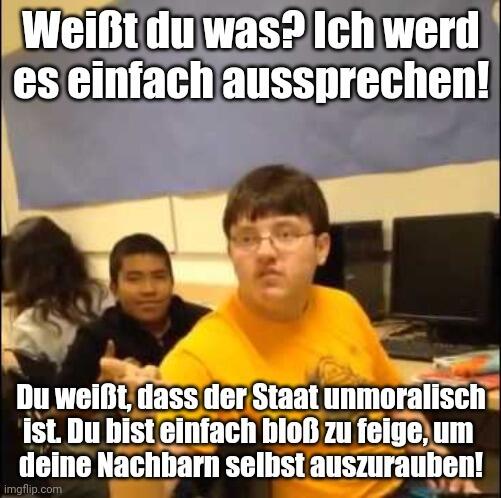 Weißt du was? Ich werd
es einfach aussprechen!
Du weißt, dass der Staat unmoralisch
ist. Du bist einfach bloß zu feige, um
deine Nachbarn selbst auszurauben!
imgflip.com